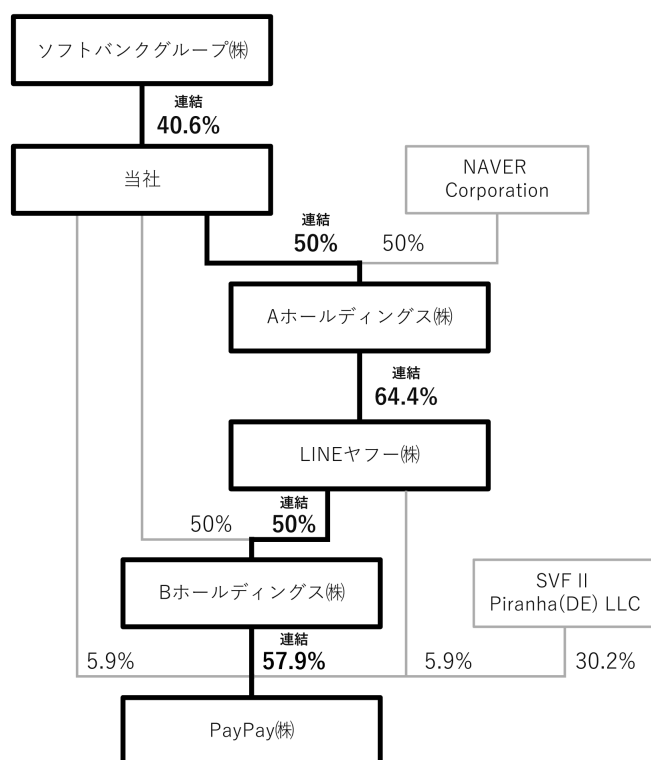 ソフトバンクグループ㈱
連結
40.6%
当社
NAVER
Corporation
連結
50%
50%
Aホールディングス㈱
連結
64.4%
LINEヤフー㈱
50%
連結
50%
Bホールディングス㈱
SVF II
Piranha(DE) LLC
5.9%
連結
57.9%
5.9%
30.2%
PayPay㈱